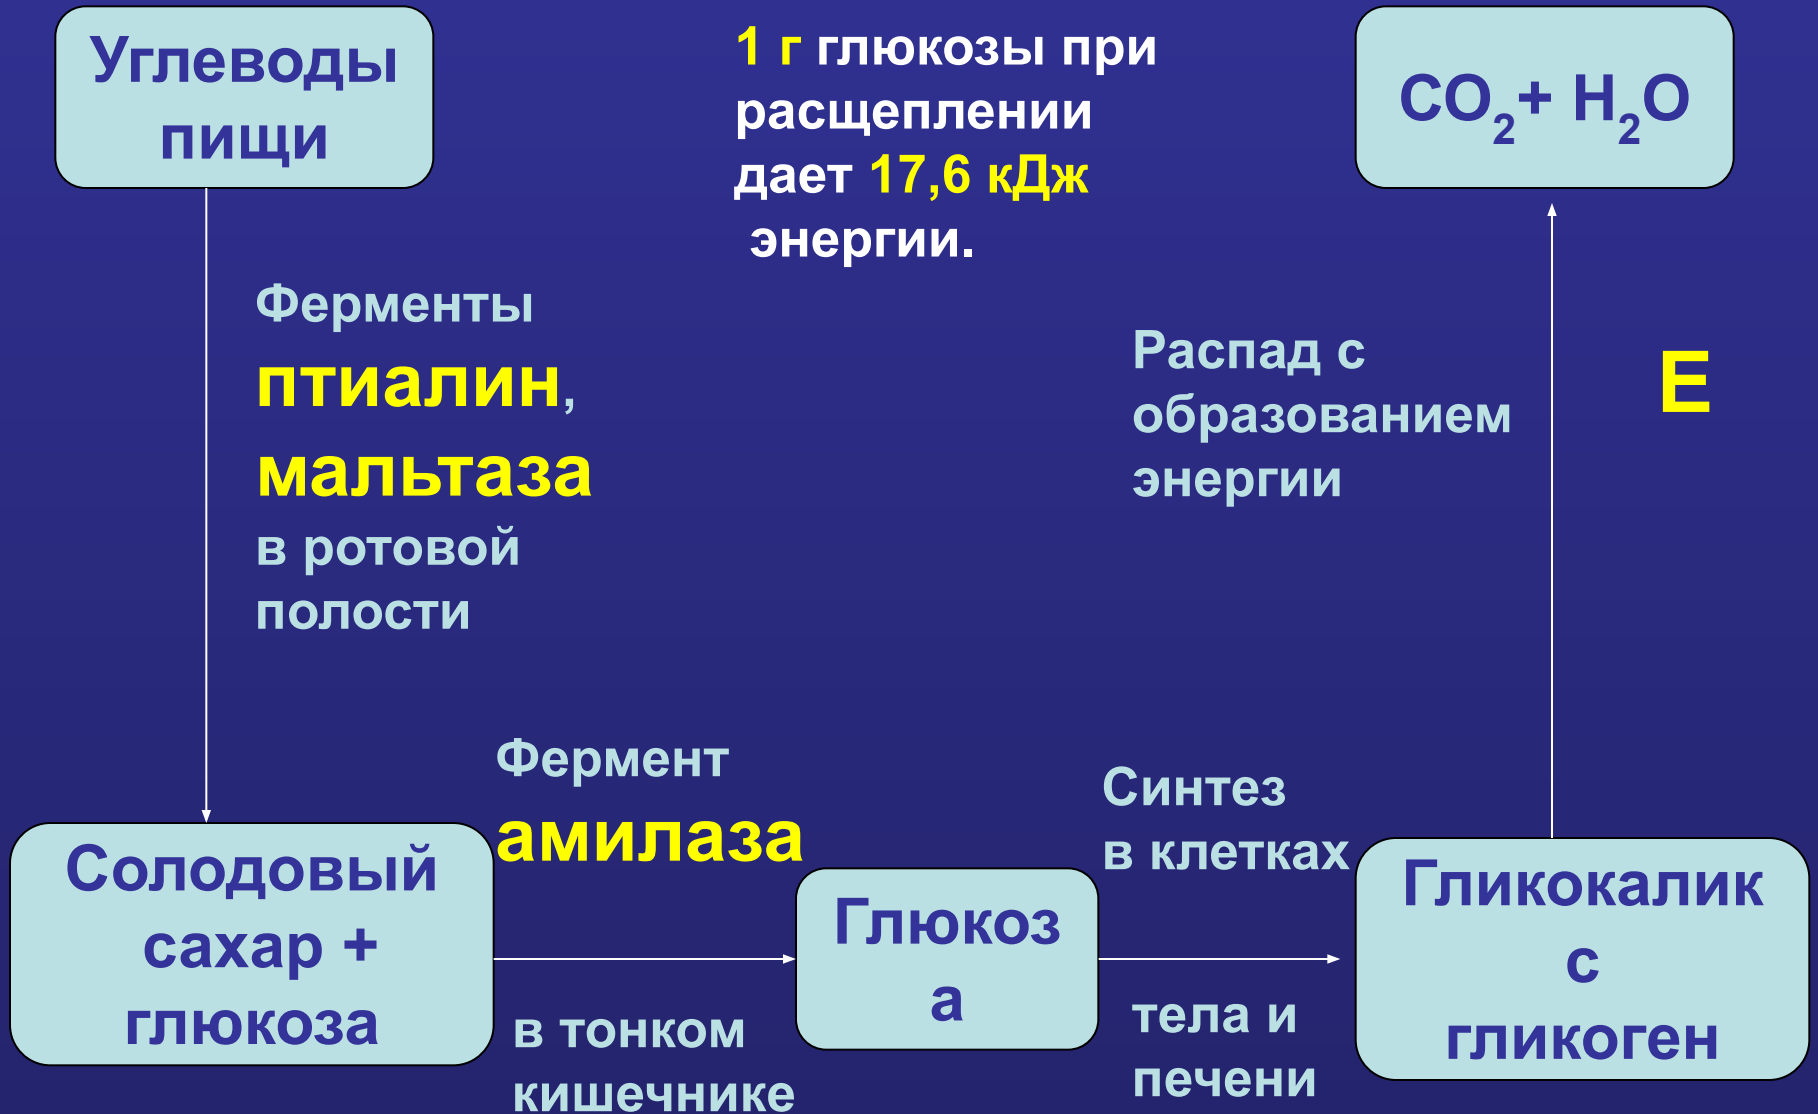 Углеводы
пищи
1 г глюкозы при
расщеплении
дает 17,6 кДж
энергии.
CO₂+ H₂O
Ферменты
птиалин,
мальтаза
в ротовой
полости
Распад с
образованием
энергии
Е
Солодовый
сахар +
глюкоза
Фермент
амилаза
в тонком
кишечнике
Глюкоз
а
Синтез
в клетках
тела и
печени
Гликокалик
с
гликоген